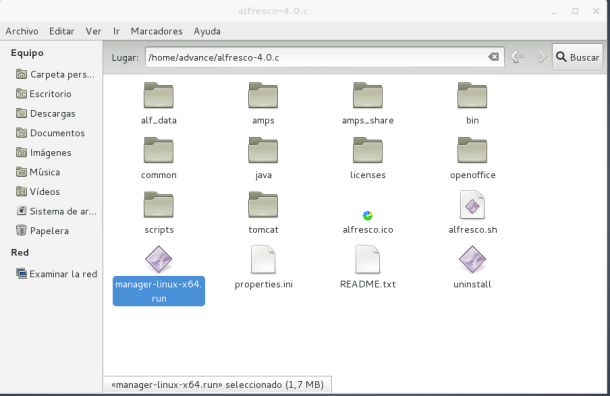 alfresco-4.0.c
Archivo Editar Ver Ir Marcadores Ayuda
Equipo
Carpeta pers...
Escritorio
Descargas
Documentos
Imágenes
Música
Vídeos
Sistema de ar...
Papelera
Red
Examinar la red
Lugar: /home/advance/alfresco-4.0.c Buscar
alf_data amps amps_share bin
common java licenses openoffice
scripts tomcat alfresco.ico alfresco.sh
manager-linux-x64. properties.ini README.txt uninstall
run
«manager-linux-x64.run» seleccionado (1,7 MB)